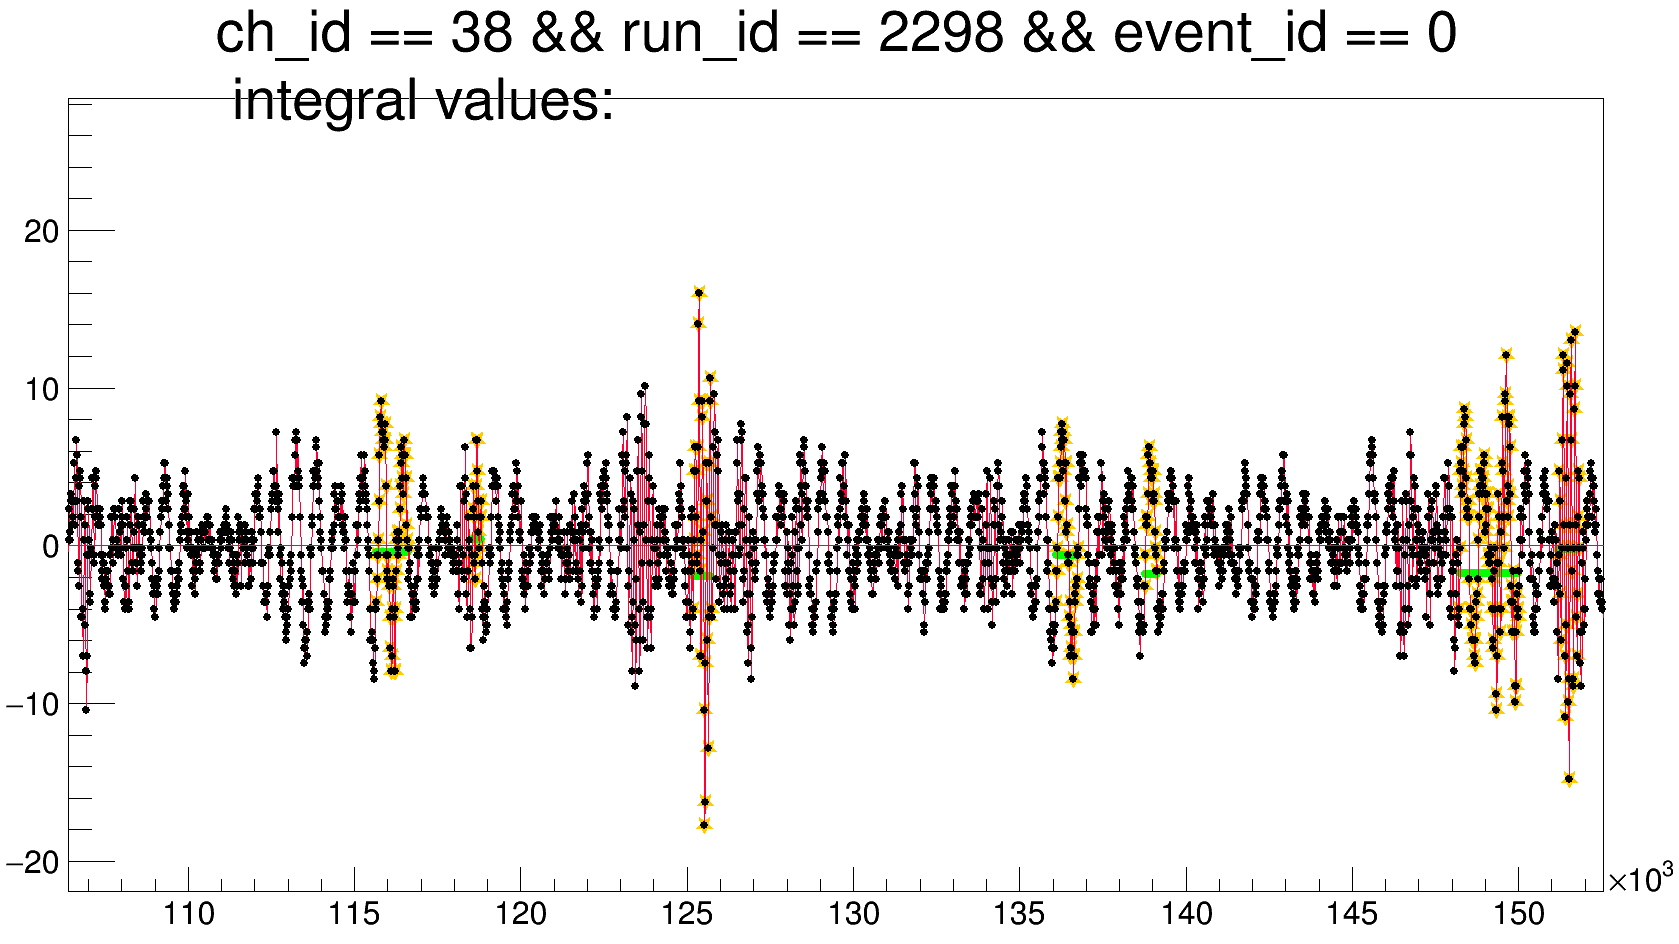 ch_id == 38 && run_id == 2298 && event_id == 0
integral values:
20
10
0
−10
−20
110 115 120 125 130 135 140 145 150 ×10³